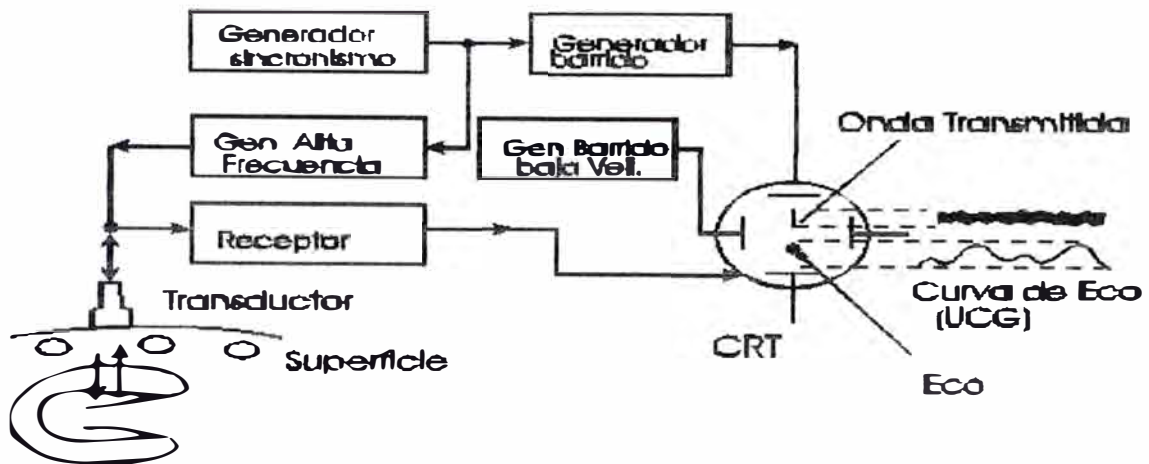 Generador
sincronismo
Generador
barrido
Gen Alta
Frecuencia
Gen Barrido
baja Vell.
Onda Transmitida
Receptor
Transductor
Superficie
CRT
Curva de Eco
(UCG)
Eco